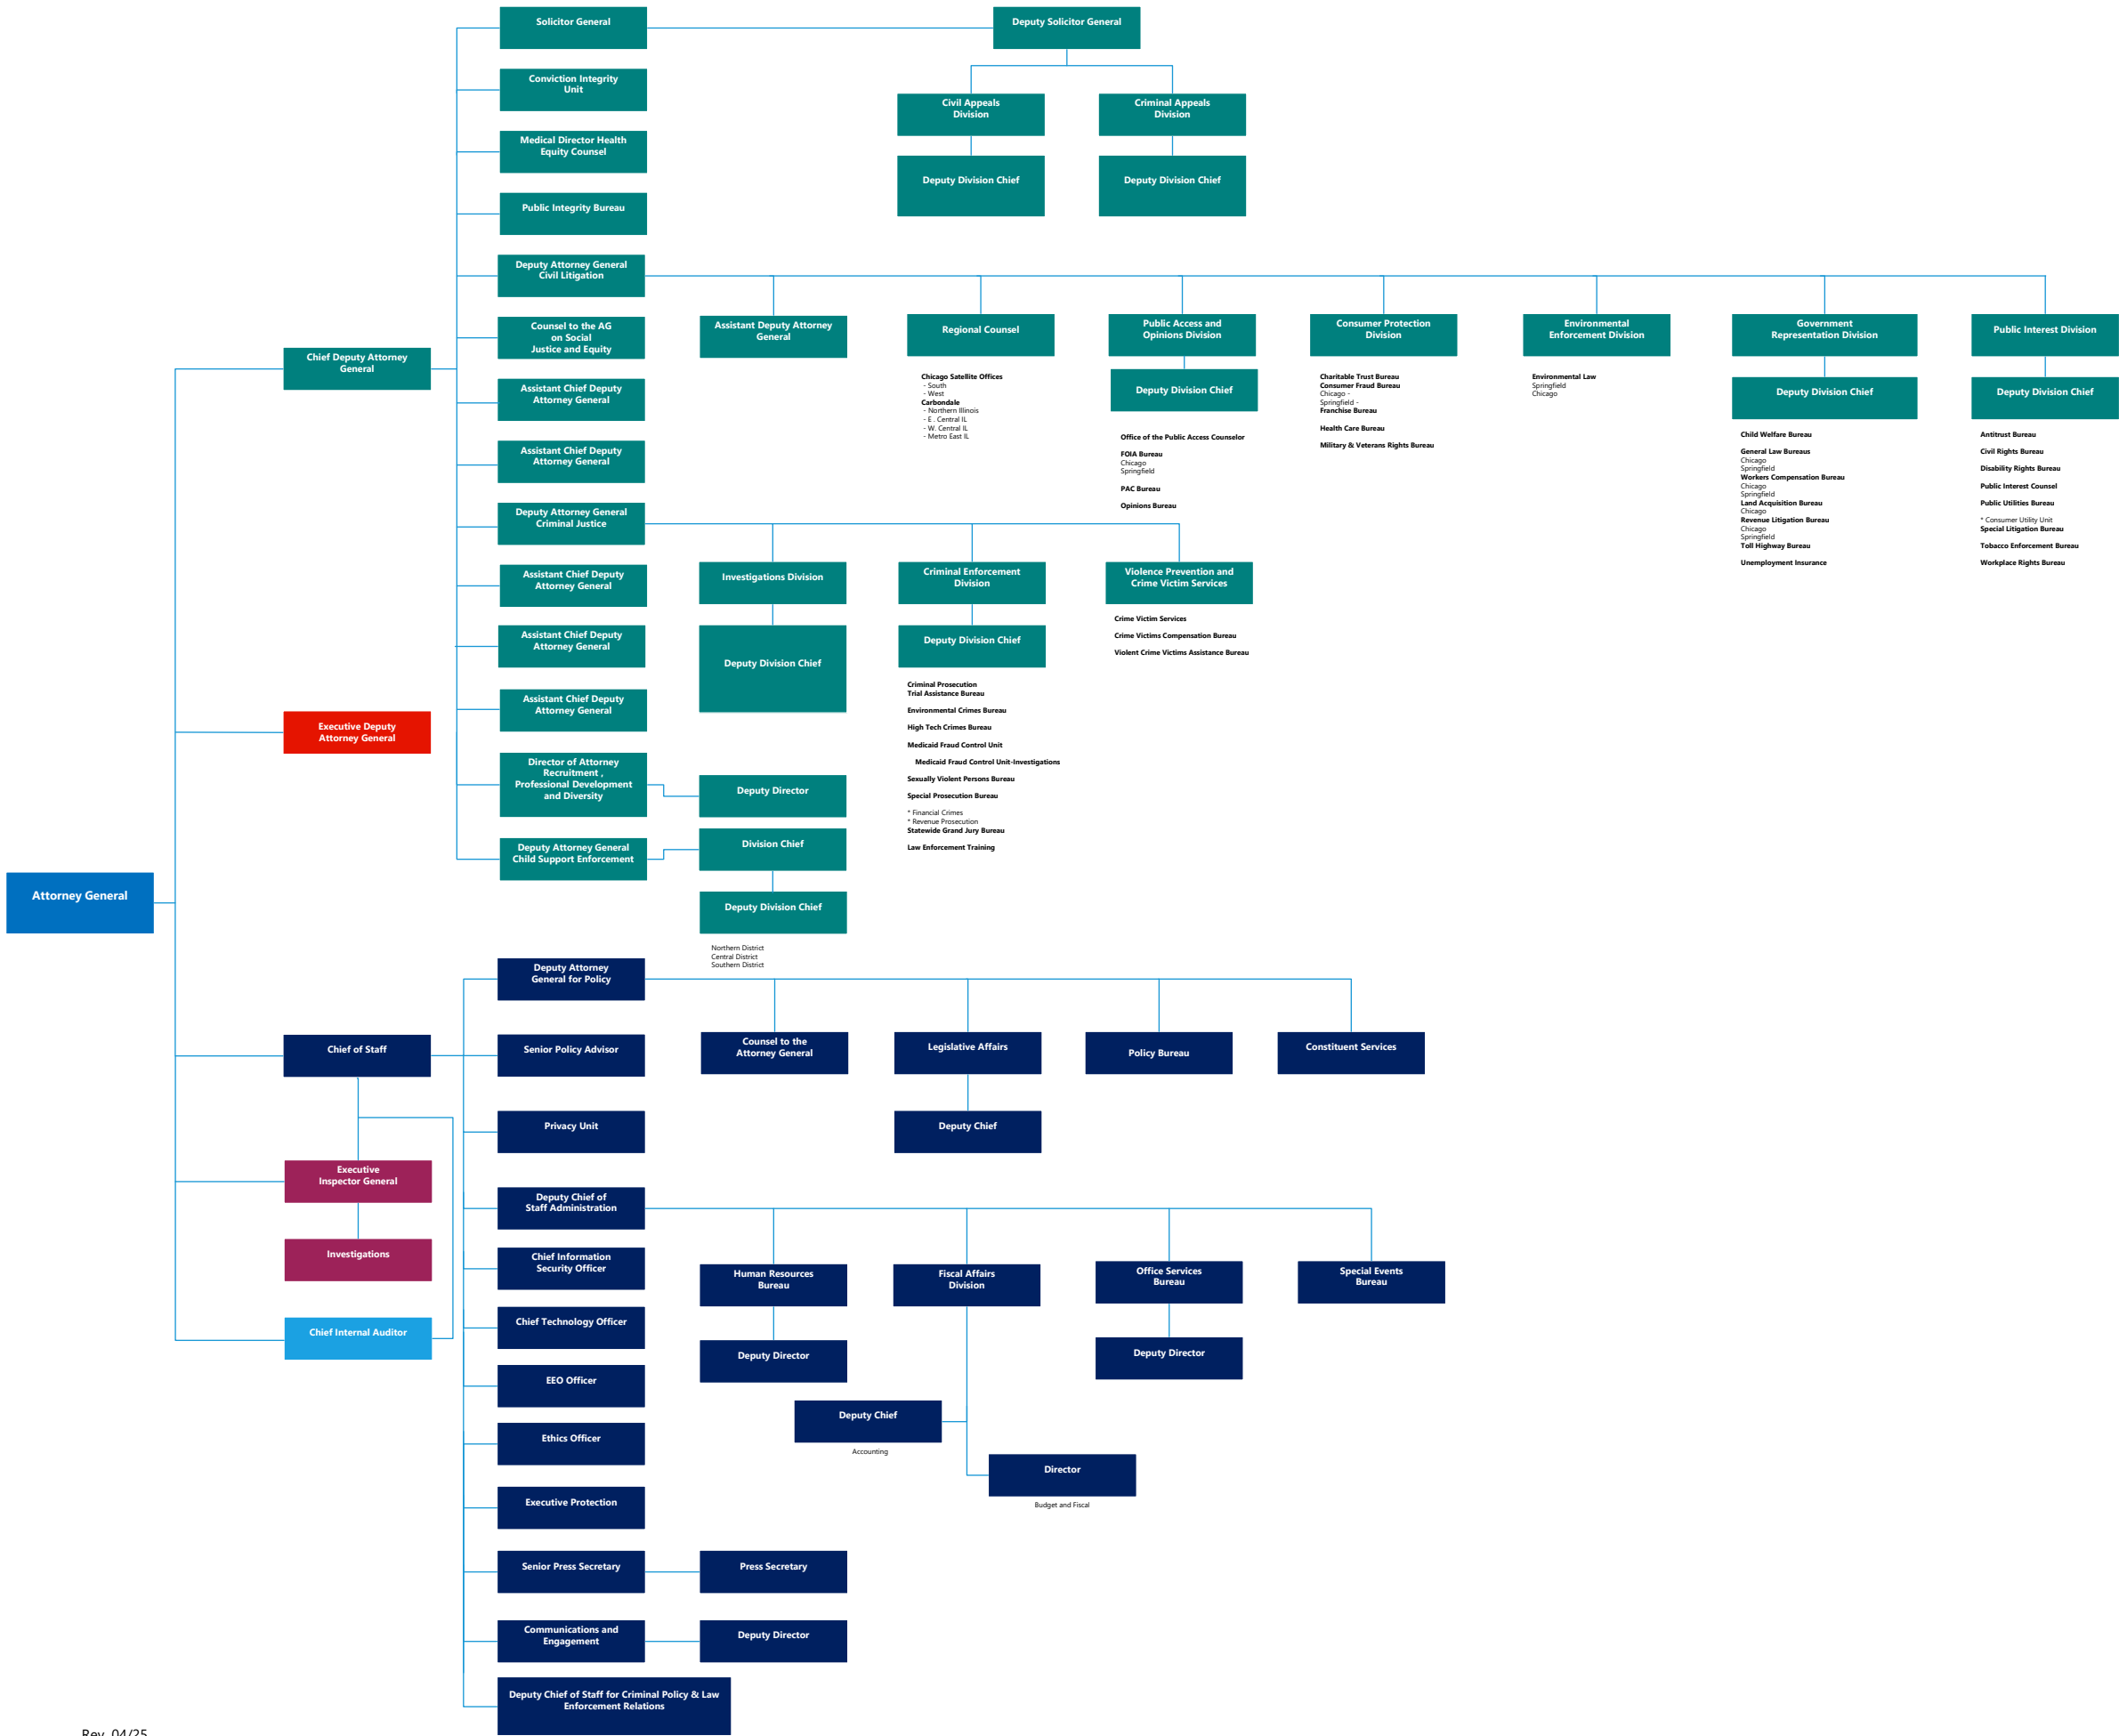 Solicitor General
Deputy Solicitor General
Conviction Integrity
Unit
Civil Appeals
Division
Criminal Appeals
Division
Medical Director Health
Equity Counsel
Deputy Division Chief
Deputy Division Chief
Public Integrity Bureau
Deputy Attorney General
Civil Litigation
Counsel to the AG
on Social
Justice and Equity
Assistant Deputy Attorney
General
Regional Counsel
Chicago Satellite Offices
- South
- West
Carbondale
- Northern Illinois
- E . Central IL
- W. Central IL
- Metro East IL
Public Access and
Opinions Division
Deputy Division Chief
Office of the Public Access Counselor
FOIA Bureau
Chicago
Springfield
PAC Bureau
Opinions Bureau
Consumer Protection
Division
Charitable Trust Bureau
Consumer Fraud Bureau
Chicago -
Springfield -
Franchise Bureau
Health Care Bureau
Military & Veterans Rights Bureau
Environmental
Enforcement Division
Environmental Law
Springfield
Chicago
Government
Representation Division
Deputy Division Chief
Child Welfare Bureau
General Law Bureaus
Chicago
Springfield
Workers Compensation Bureau
Chicago
Springfield
Land Acquisition Bureau
Chicago
Revenue Litigation Bureau
Chicago
Springfield
Toll Highway Bureau
Unemployment Insurance
Public Interest Division
Deputy Division Chief
Antitrust Bureau
Civil Rights Bureau
Disability Rights Bureau
Public Interest Counsel
Public Utilities Bureau
* Consumer Utility Unit
Special Litigation Bureau
Tobacco Enforcement Bureau
Workplace Rights Bureau
Chief Deputy Attorney
General
Assistant Chief Deputy
Attorney General
Assistant Chief Deputy
Attorney General
Deputy Attorney General
Criminal Justice
Assistant Chief Deputy
Attorney General
Investigations Division
Deputy Division Chief
Criminal Enforcement
Division
Deputy Division Chief
Criminal Prosecution
Trial Assistance Bureau
Environmental Crimes Bureau
High Tech Crimes Bureau
Medicaid Fraud Control Unit
Medicaid Fraud Control Unit-Investigations
Sexually Violent Persons Bureau
Special Prosecution Bureau
* Financial Crimes
* Revenue Prosecution
Statewide Grand Jury Bureau
Law Enforcement Training
Violence Prevention and
Crime Victim Services
Crime Victim Services
Crime Victims Compensation Bureau
Violent Crime Victims Assistance Bureau
Assistant Chief Deputy
Attorney General
Assistant Chief Deputy
Attorney General
Executive Deputy
Attorney General
Director of Attorney
Recruitment ,
Professional Development
and Diversity
Deputy Director
Deputy Attorney General
Child Support Enforcement
Division Chief
Deputy Division Chief
Northern District
Central District
Southern District
Attorney General
Deputy Attorney
General for Policy
Chief of Staff
Senior Policy Advisor
Counsel to the
Attorney General
Legislative Affairs
Policy Bureau
Constituent Services
Privacy Unit
Deputy Chief
Executive
Inspector General
Deputy Chief of
Staff Administration
Investigations
Chief Information
Security Officer
Human Resources
Bureau
Fiscal Affairs
Division
Office Services
Bureau
Special Events
Bureau
Chief Internal Auditor
Chief Technology Officer
Deputy Director
Deputy Director
EEO Officer
Deputy Chief
Accounting
Ethics Officer
Director
Budget and Fiscal
Executive Protection
Senior Press Secretary
Press Secretary
Communications and
Engagement
Deputy Director
Deputy Chief of Staff for Criminal Policy & Law
Enforcement Relations
Rev. 04/25